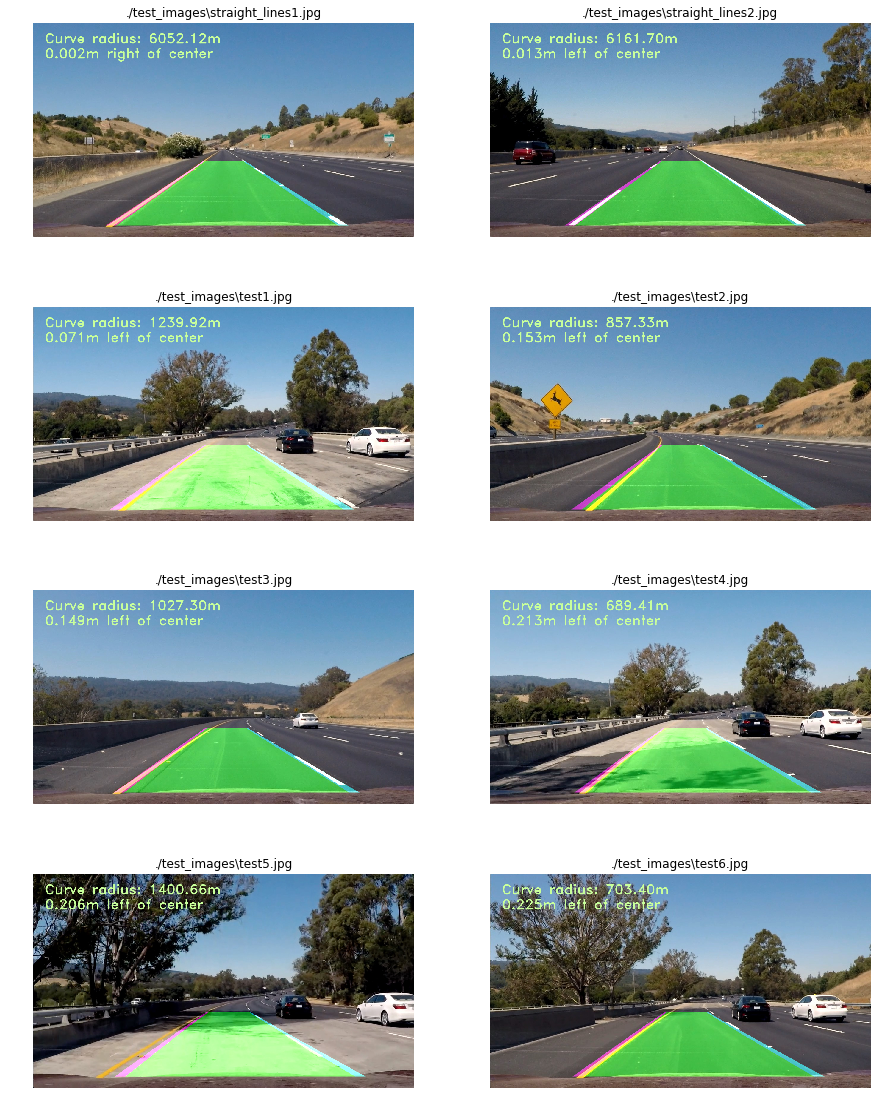 ./test_images\straight_lines1.jpg
Curve radius: 6052.12m
0.002m right of center
./test_images\straight_lines2.jpg
Curve radius: 6161.70m
0.013m left of center
./test_images\test1.jpg
Curve radius: 1239.92m
0.071m left of center
./test_images\test2.jpg
Curve radius: 857.33m
0.153m left of center
./test_images\test3.jpg
Curve radius: 1027.30m
0.149m left of center
./test_images\test4.jpg
Curve radius: 689.41m
0.213m left of center
./test_images\test5.jpg
Curve radius: 1400.66m
0.206m left of center
./test_images\test6.jpg
Curve radius: 703.40m
0.225m left of center